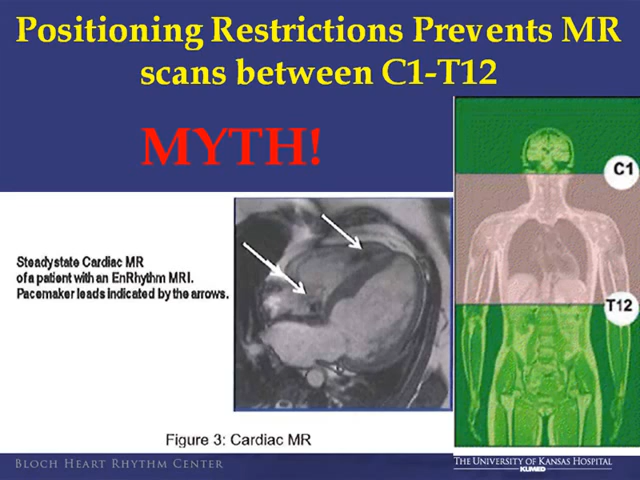 Positioning Restrictions Prevents MR
scans between C1-T12
MYTH!
C1
Steadystate Cardiac MR
of a patient with an EnRhythm MRI.
Pacemaker leads indicated by the arrows.
T12
Figure 3: Cardiac MR
BLOCH HEART RHYTHM CENTER
THE UNIVERSITY OF KANSAS HOSPITAL
KUMED